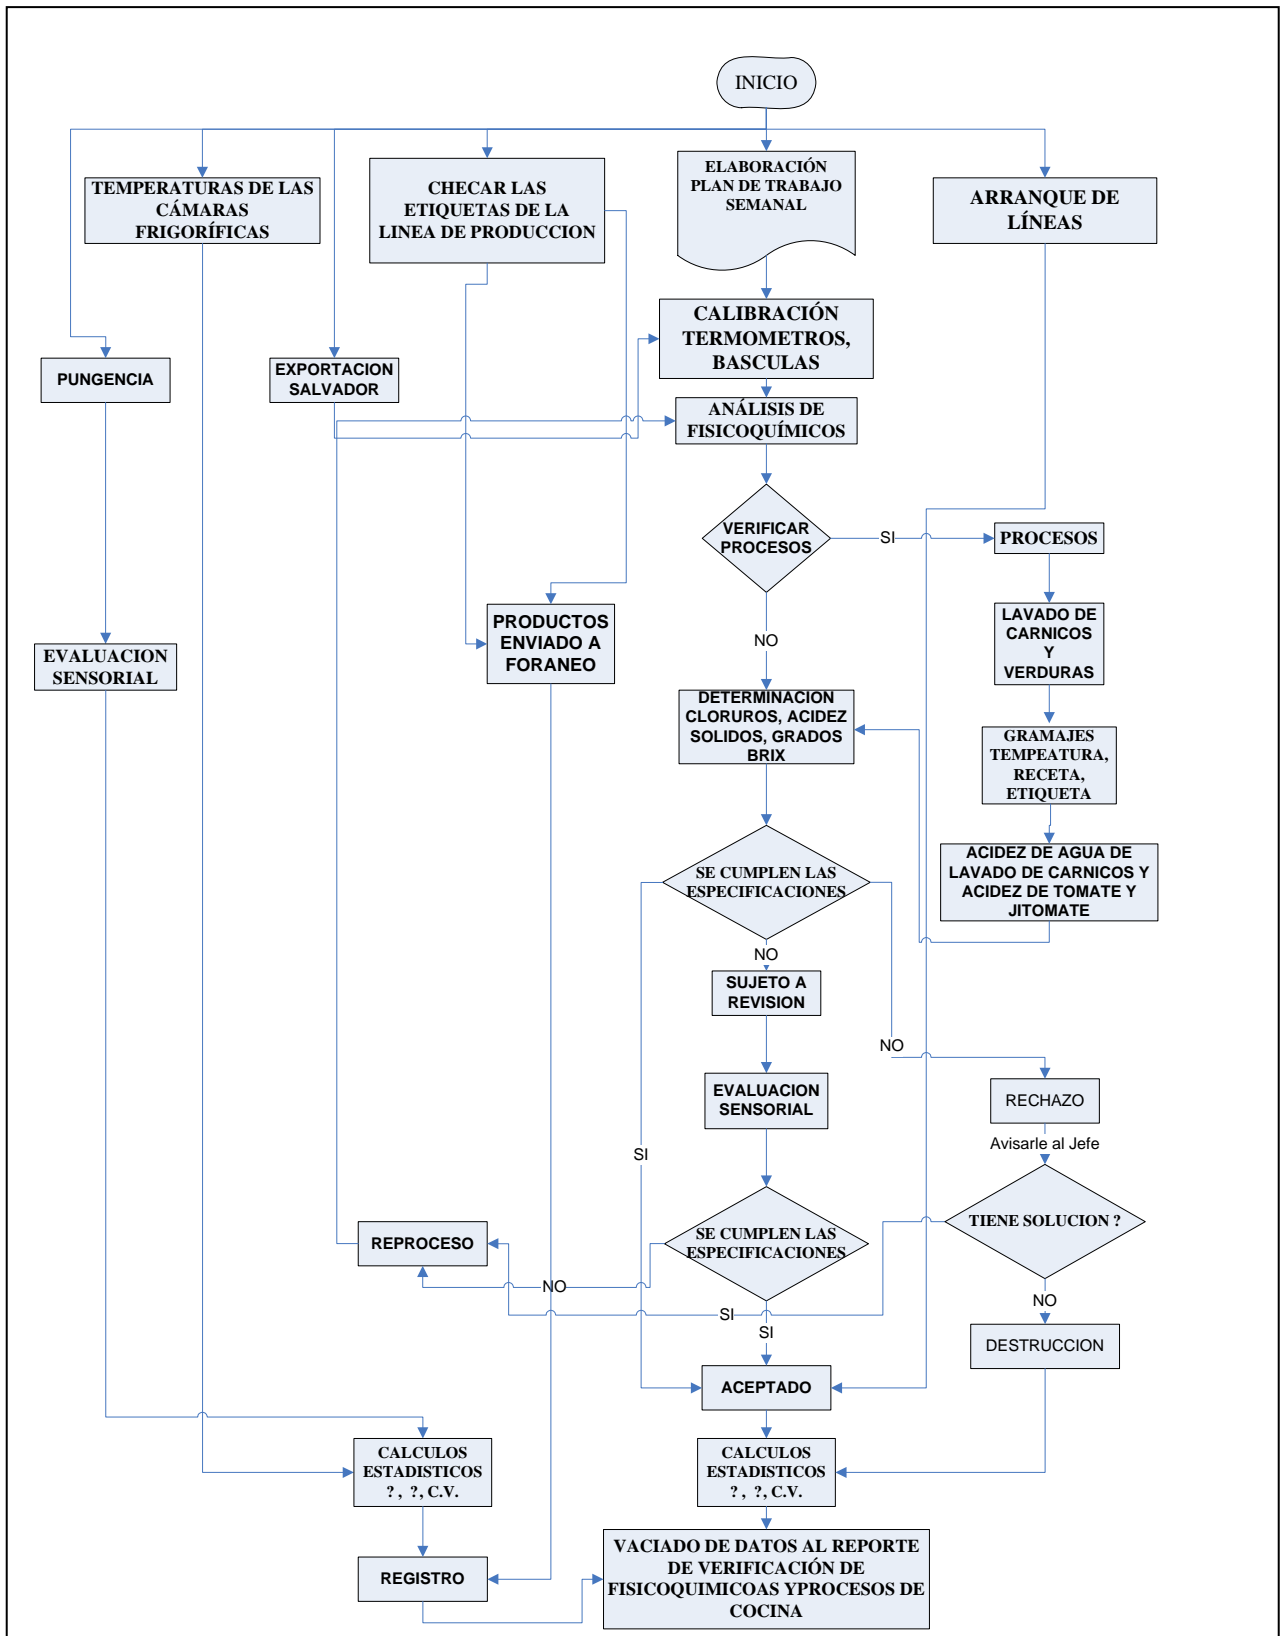 INICIO
TEMPERATURAS DE LAS
CÁMARAS
FRIGORÍFICAS
CHECAR LAS
ETIQUETAS DE LA
LINEA DE PRODUCCION
ELABORACIÓN
PLAN DE TRABAJO
SEMANAL
ARRANQUE DE
LÍNEAS
PUNGENCIA
EXPORTACION
SALVADOR
CALIBRACIÓN
TERMOMETROS,
BASCULAS
ANÁLISIS DE
FISICOQUÍMICOS
VERIFICAR
PROCESOS
SI
PROCESOS
NO
LAVADO DE
CARNICOS
Y
VERDURAS
EVALUACION
SENSORIAL
PRODUCTOS
ENVIADO A
FORANEO
DETERMINACION
CLORUROS, ACIDEZ
SOLIDOS, GRADOS
BRIX
GRAMAJES
TEMPEATURA,
RECETA,
ETIQUETA
ACIDEZ DE AGUA DE
LAVADO DE CARNICOS Y
ACIDEZ DE TOMATE Y
JITOMATE
SE CUMPLEN LAS
ESPECIFICACIONES
NO
SUJETO A
REVISION
NO
EVALUACION
SENSORIAL
RECHAZO
Avisarle al Jefe
SI
REPROCESO
SE CUMPLEN LAS
ESPECIFICACIONES
TIENE SOLUCION ?
NO
SI
SI
NO
DESTRUCCION
ACEPTADO
CALCULOS
ESTADISTICOS
? , ?, C.V.
CALCULOS
ESTADISTICOS
? , ?, C.V.
REGISTRO
VACIADO DE DATOS AL REPORTE
DE VERIFICACIÓN DE
FISICOQUIMICOAS YPROCESOS DE
COCINA